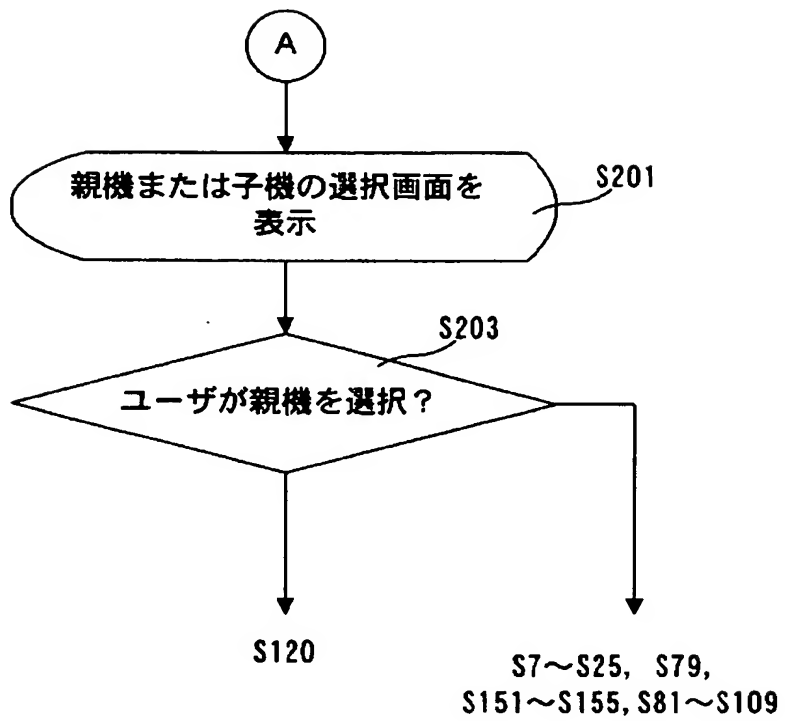 A
親機または子機の選択画面を
表示
S201
S203
ユーザが親機を選択？
S120
S7～S25, S79,
S151～S155, S81～S109